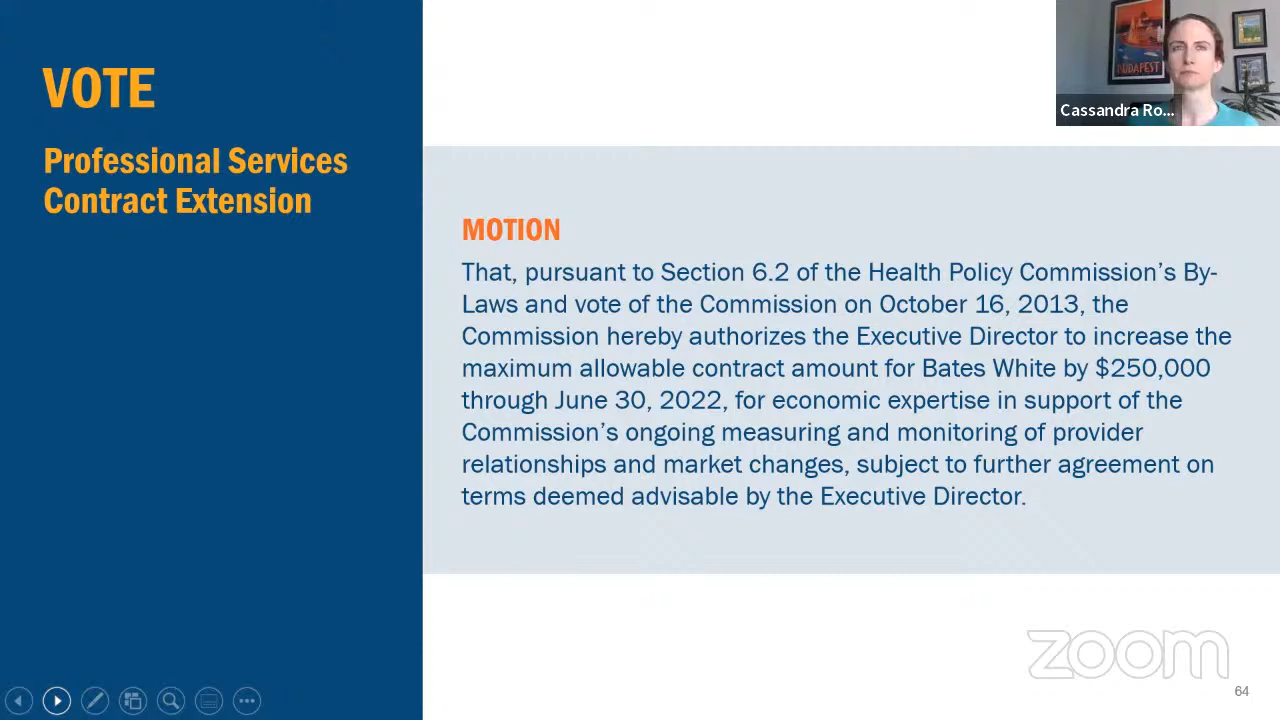 VOTE
Professional Services
Contract Extension
BUDAPEST
Cassandra Ro...
MOTION
That, pursuant to Section 6.2 of the Health Policy Commission's By-
Laws and vote of the Commission on October 16, 2013, the
Commission hereby authorizes the Executive Director to increase the
maximum allowable contract amount for Bates White by $250,000
through June 30, 2022, for economic expertise in support of the
Commission's ongoing measuring and monitoring of provider
relationships and market changes, subject to further agreement on
terms deemed advisable by the Executive Director.
zoom
64